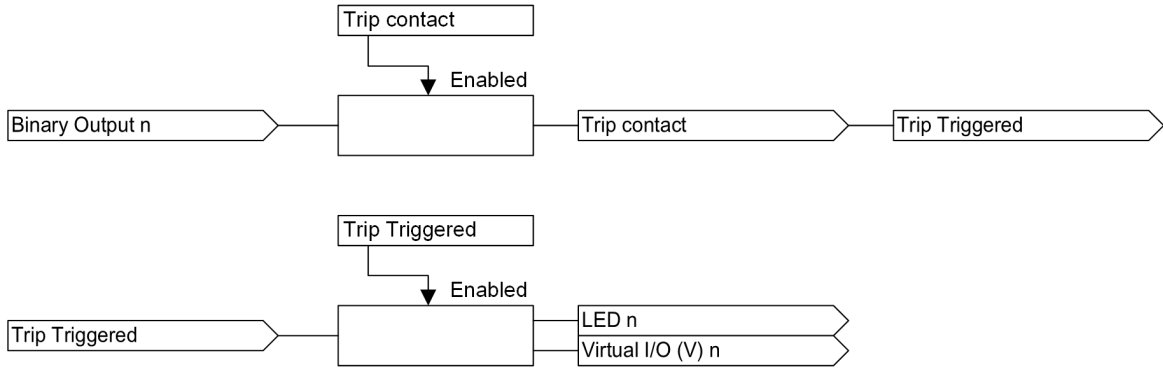 Trip contact
Enabled
Binary Output n
Trip contact
Trip Triggered
Trip Triggered
Enabled
Trip Triggered
LED n
Virtual I/O (V) n